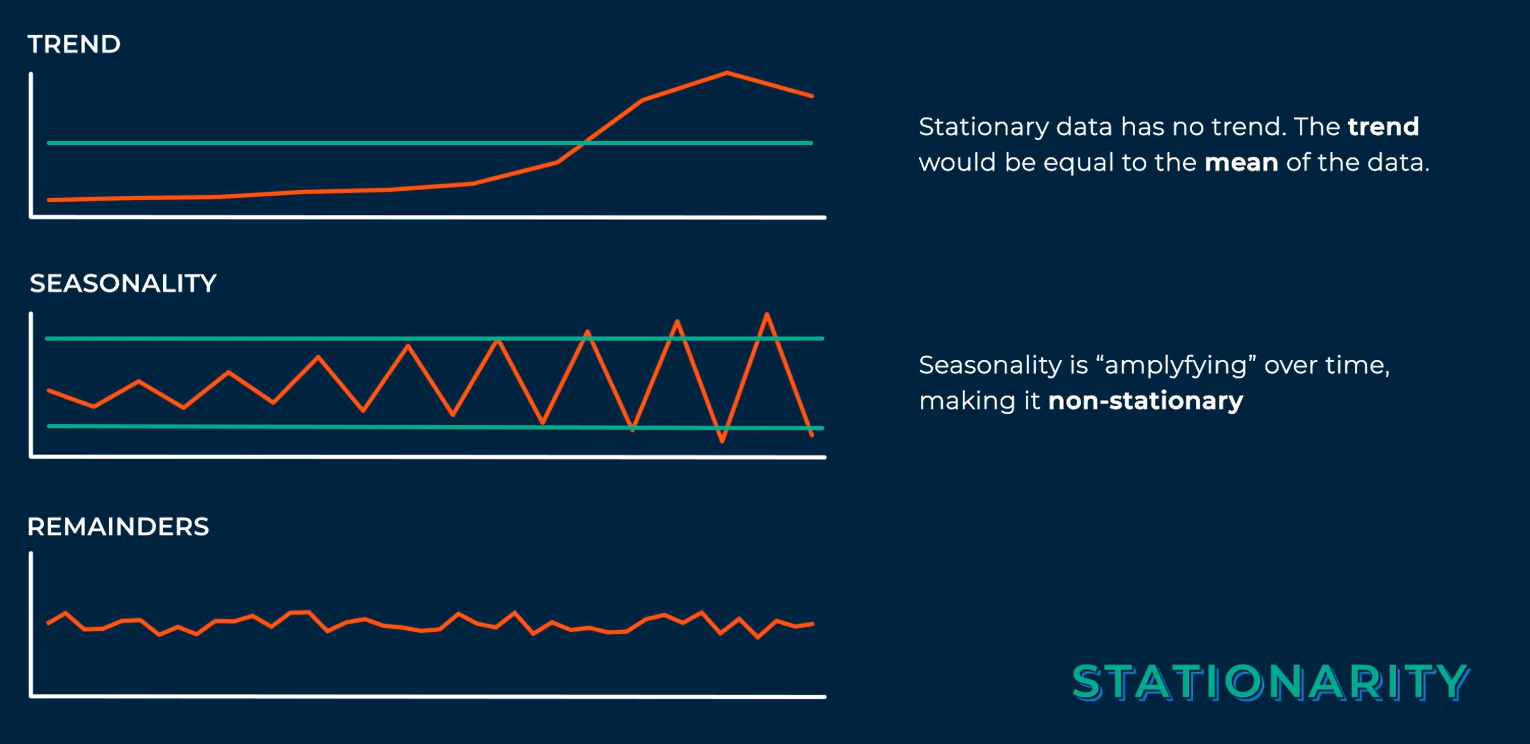 TREND
Stationary data has no trend. The trend
would be equal to the mean of the data.
SEASONALITY
Seasonality is “amplyfying” over time,
making it non-stationary
REMAINDERS
STATIONARITY